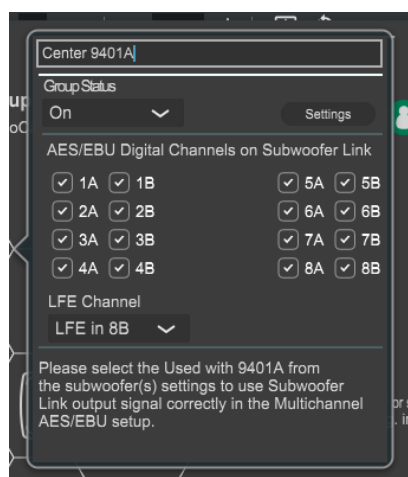 Center 9401A
Group Status
On
Settings
AES/EBU Digital Channels on Subwoofer Link
1A 1B 5A 5B
2A 2B 6A 6B
3A 3B 7A 7B
4A 4B 8A 8B
LFE Channel
LFE in 8B
Please select the Used with 9401A from
the subwoofer(s) settings to use Subwoofer
Link output signal correctly in the Multichannel
AES/EBU setup.